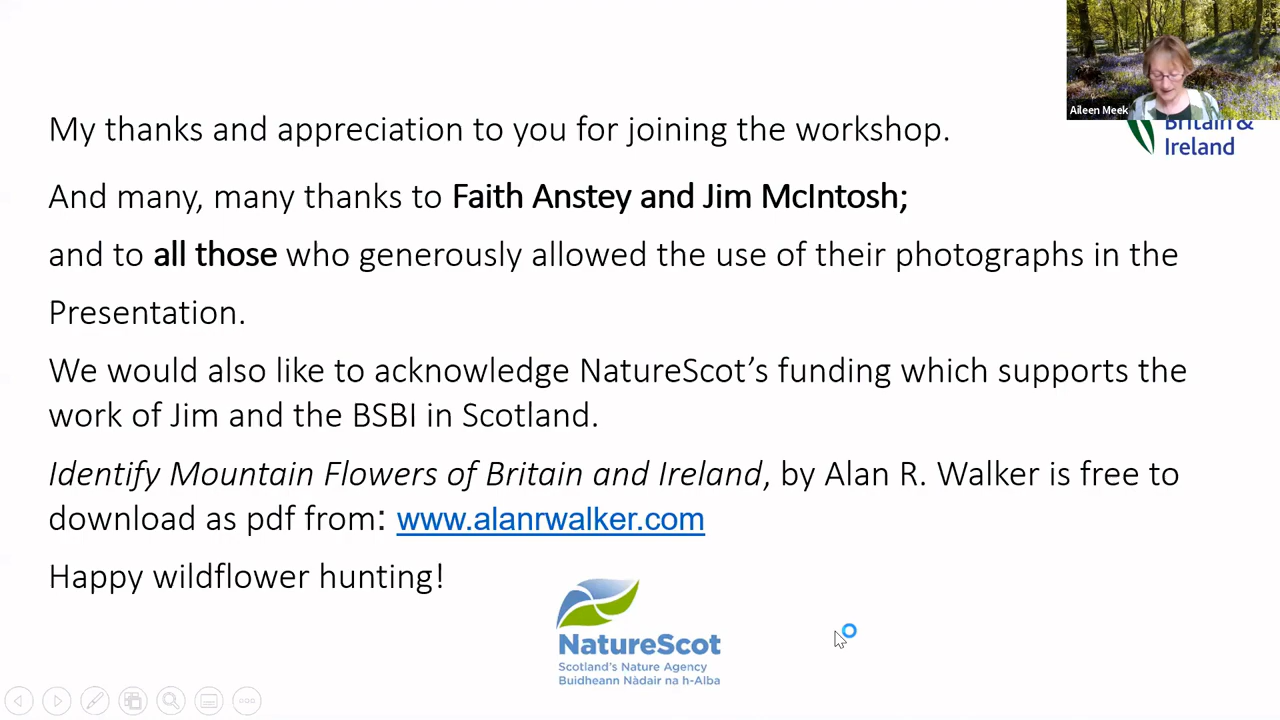 Aileen Meek
Britain &
Ireland
My thanks and appreciation to you for joining the workshop.
And many, many thanks to Faith Anstey and Jim McIntosh;
and to all those who generously allowed the use of their photographs in the
Presentation.
We would also like to acknowledge NatureScot’s funding which supports the
work of Jim and the BSBI in Scotland.
Identify Mountain Flowers of Britain and Ireland, by Alan R. Walker is free to
download as pdf from: www.alanrwalker.com
Happy wildflower hunting!
NatureScot
Scotland's Nature Agency
Buidheann Nàdair na h-Alba